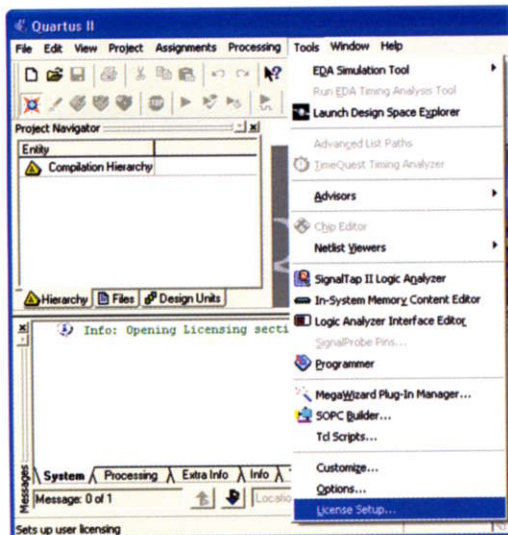 Quartus II
File Edit View Project Assignments Processing Tools Window Help
Project Navigator
Entity
Compilation Hierarchy
Hierarchy Files Design Units
EDA Simulation Tool
Run EDA Timing Analysis Tool
Launch Design Space Explorer
Advanced List Paths
TimeQuest Timing Analyzer
Advisors
Chip Editor
Netlist Viewers
SignalTap II Logic Analyzer
In-System Memory Content Editor
Logic Analyzer Interface Editor
SignalProbe Pins...
Programmer
MegaWizard Plug-In Manager...
SOPC Builder...
Tcl Scripts...
Customize...
Options...
License Setup...
Info: Opening Licensing secti
System Processing Extra Info Info
Messages
Message: 0 of 1
Locatio
Sets up user licensing